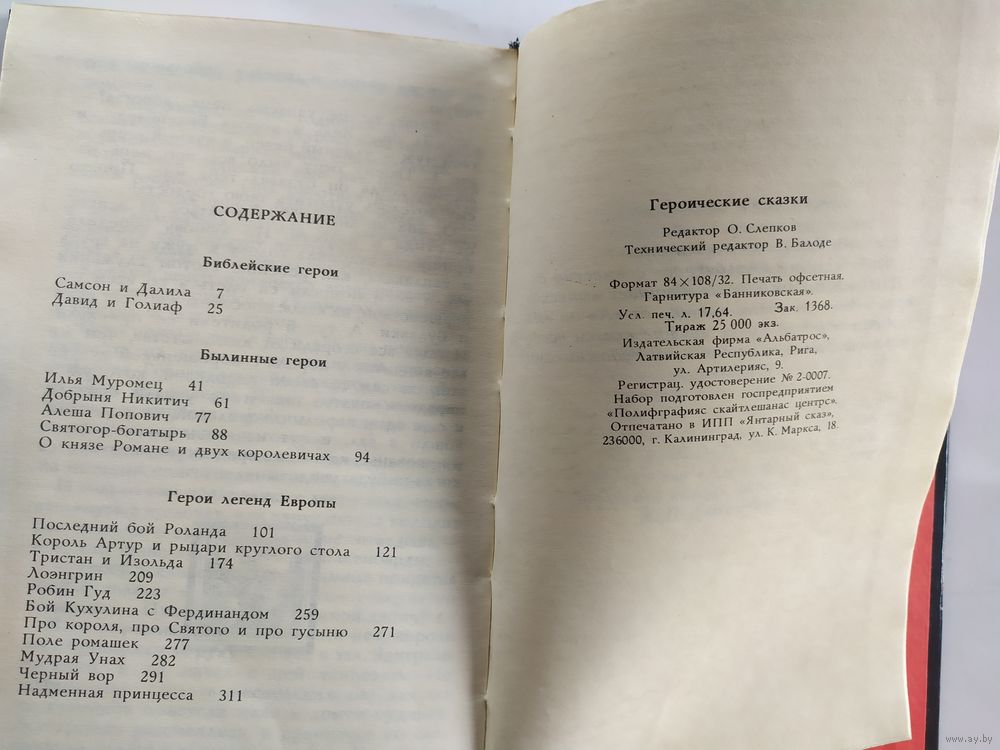 СОДЕРЖАНИЕ
Библейские герои
Самсон и Далила 7
Давид и Голиаф 25
Былинные герои
Илья Муромец 41
Добрыня Никитич 61
Алеша Попович 77
Святогор-богатырь 88
О князе Романе и двух королевичах 94
Герои легенд Европы
Последний бой Роланда 101
Король Артур и рыцари круглого стола 121
Тристан и Изольда 174
Лоэнгрин 209
Робин Гуд 223
Бой Кухулина с Фердинандом 259
Про короля, про Святого и про гусыню 271
Поле ромашек 277
Мудрая Унах 282
Черный вор 291
Надменная принцесса 311
Героические сказки
Редактор О. Слепков
Технический редактор В. Балоде
Формат 84×108/32. Печать офсетная.
Гарнитура «Банниковская».
Усл. печ. л. 17,64. Зак. 1368.
Тираж 25 000 экз.
Издательская фирма «Альбатрос»,
Латвийская Республика, Рига,
ул. Артилерияс, 9.
Регистрац. удостоверение № 2-0007.
Набор подготовлен госпредприятием
«Полифграфияс скайтлешанас центрс».
Отпечатано в ИПП «Янтарный сказ»,
236000, г. Калининград, ул. К. Маркса, 18.
www.ay.by